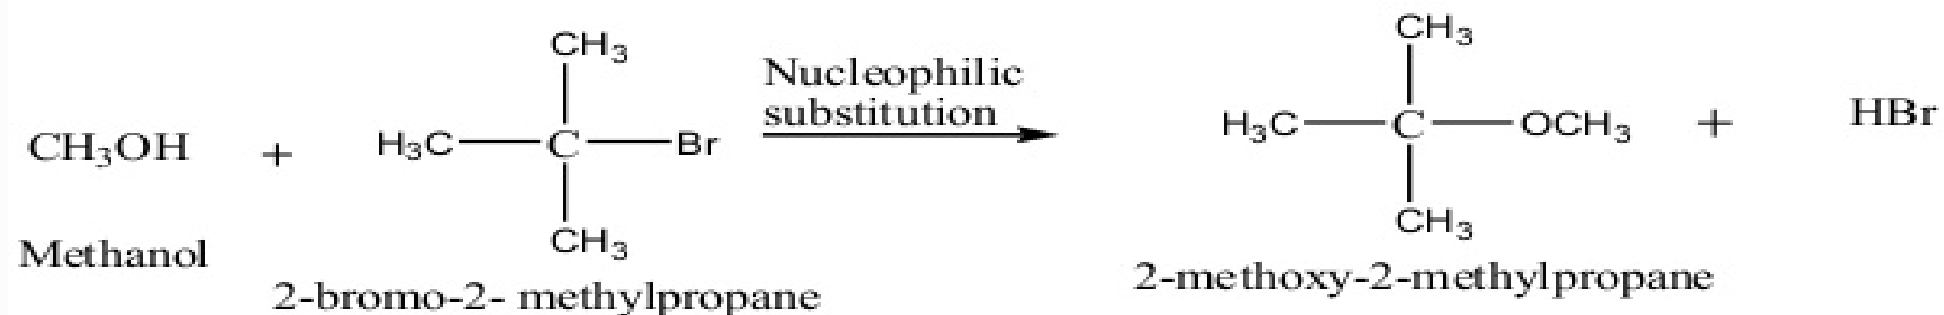 CH3OH + H3C C Br CH3 CH3 Nucleophilic
substitution H3C C OCH3 CH3 CH3 + HBr
Methanol
2-bromo-2- methylpropane
2-methoxy-2-methylpropane